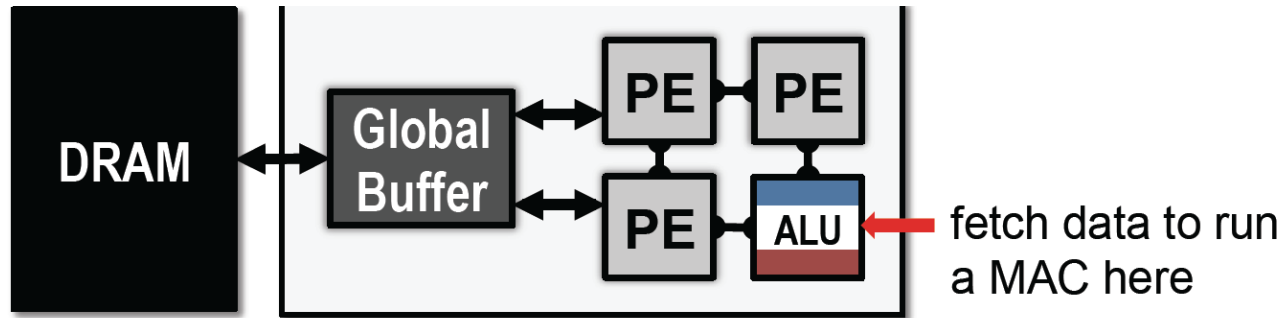 DRAM
Global
Buffer
PE
PE
PE
ALU
fetch data to run
a MAC here